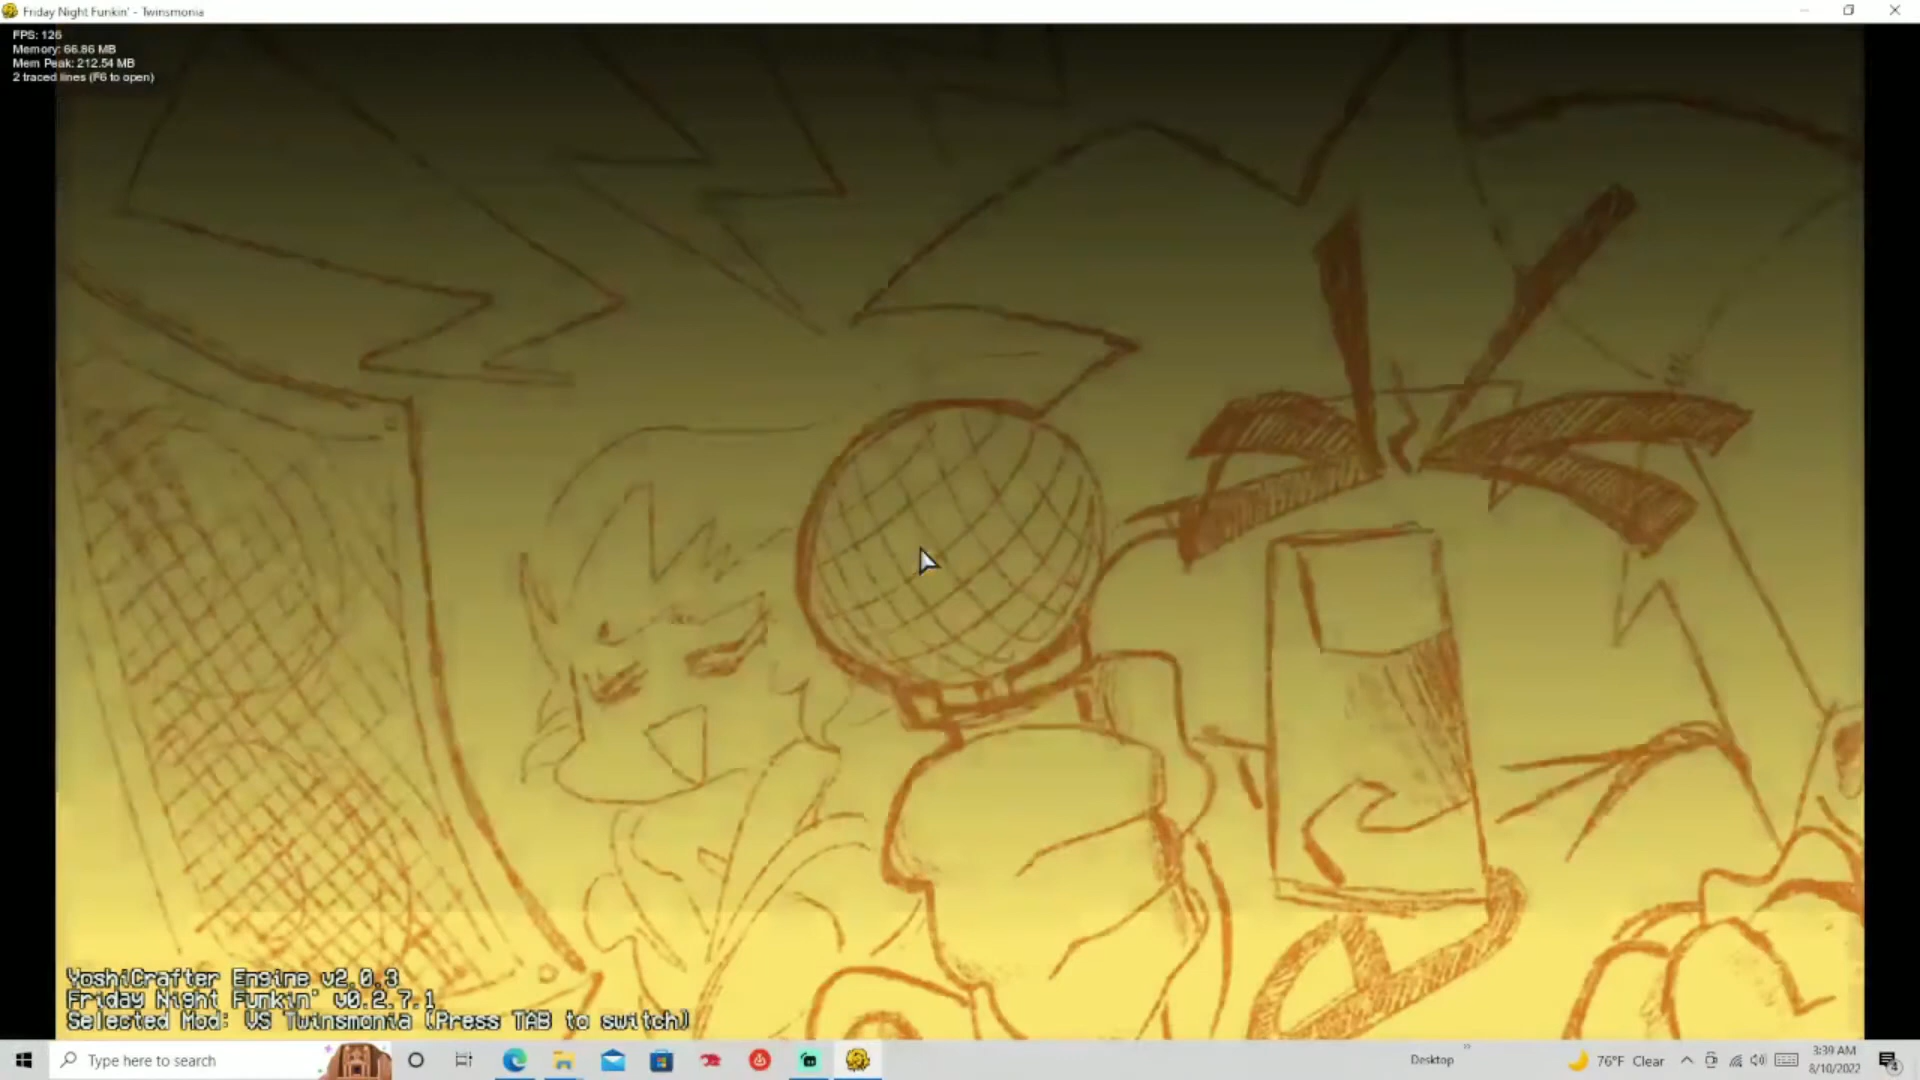 Friday Night Funkin' - Twinsmonia
FPS: 126
Memory: 66.86 MB
Mem Peak: 212.54 MB
2 traced lines (F6 to open)
YoshiCrafter Engine v2.0.3
Friday Night Funkin' v0.2.7.1
Selected Mod: VS Twinsmonia (Press TAB to switch)
Type here to search
Desktop
76°F Clear
3:39 AM
8/10/2022
4